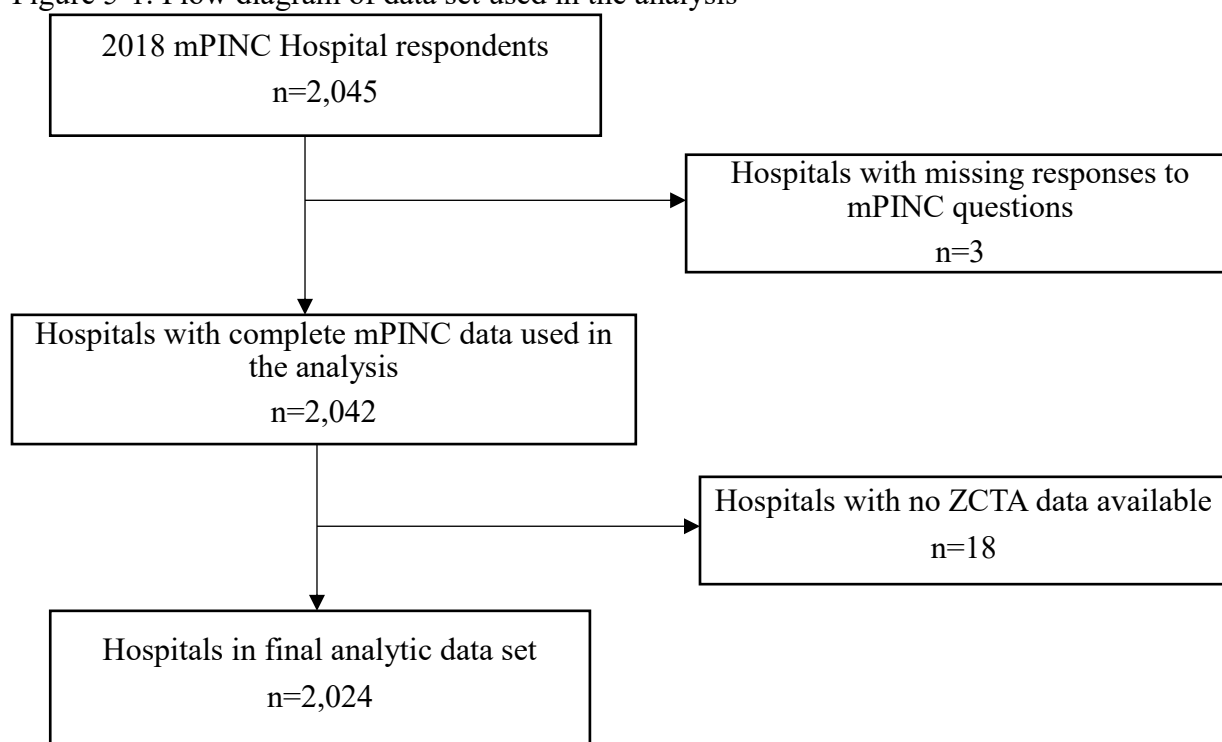 Figure 3-1. Flow diagram of data set used in the analysis
2018 mPINC Hospital respondents
n=2,045
Hospitals with missing responses to
mPINC questions
n=3
Hospitals with complete mPINC data used in
the analysis
n=2,042
Hospitals with no ZCTA data available
n=18
Hospitals in final analytic data set
n=2,024